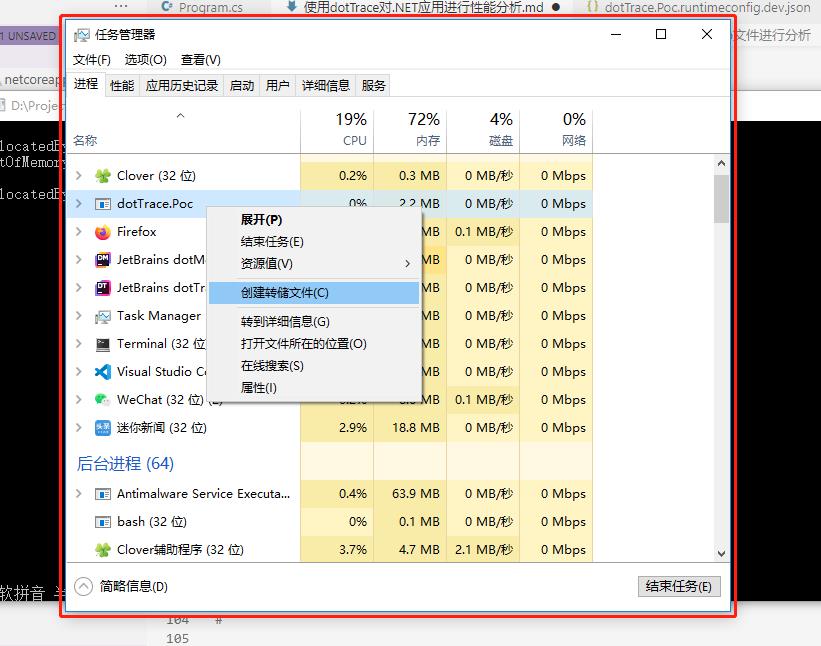 Program.cs
使用dotTrace对.NET应用进行性能分析.md
dotTrace.Poc.runtimeconfig.dev.json
1 UNSAVED
文件进行分析
netcoreapp
D:\Proje
locatedBy
tOfMemory
locatedBy
任务管理器
文件(F) 选项(O) 查看(V)
进程 性能 应用历史记录 启动 用户 详细信息 服务
19% 72% 4% 0%
名称 CPU 内存 磁盘 网络
Clover (32 位) 0.2% 0.3 MB 0 MB/秒 0 Mbps
dotTrace.Poc 0% 2.2 MB 0 MB/秒 0 Mbps
Firefox MB 0.1 MB/秒 0 Mbps
JetBrains dotM MB 0 MB/秒 0 Mbps
JetBrains dotTr MB 0 MB/秒 0 Mbps
Task Manager MB 0 MB/秒 0 Mbps
Terminal (32 位) MB 0 MB/秒 0 Mbps
Visual Studio Co MB 0 MB/秒 0 Mbps
WeChat (32 位) MB 0.1 MB/秒 0 Mbps
迷你新闻 (32 位) 2.9% 18.8 MB 0 MB/秒 0 Mbps
展开(P)
结束任务(E)
资源值(V)
创建转储文件(C)
转到详细信息(G)
打开文件所在的位置(O)
在线搜索(S)
属性(I)
后台进程 (64)
Antimalware Service Executa... 0.4% 63.9 MB 0 MB/秒 0 Mbps
bash (32 位) 0% 0.1 MB 0 MB/秒 0 Mbps
Clover辅助程序 (32 位) 3.7% 4.7 MB 2.1 MB/秒 0 Mbps
简略信息(D) 结束任务(E)
软拼音 半
104 #
105